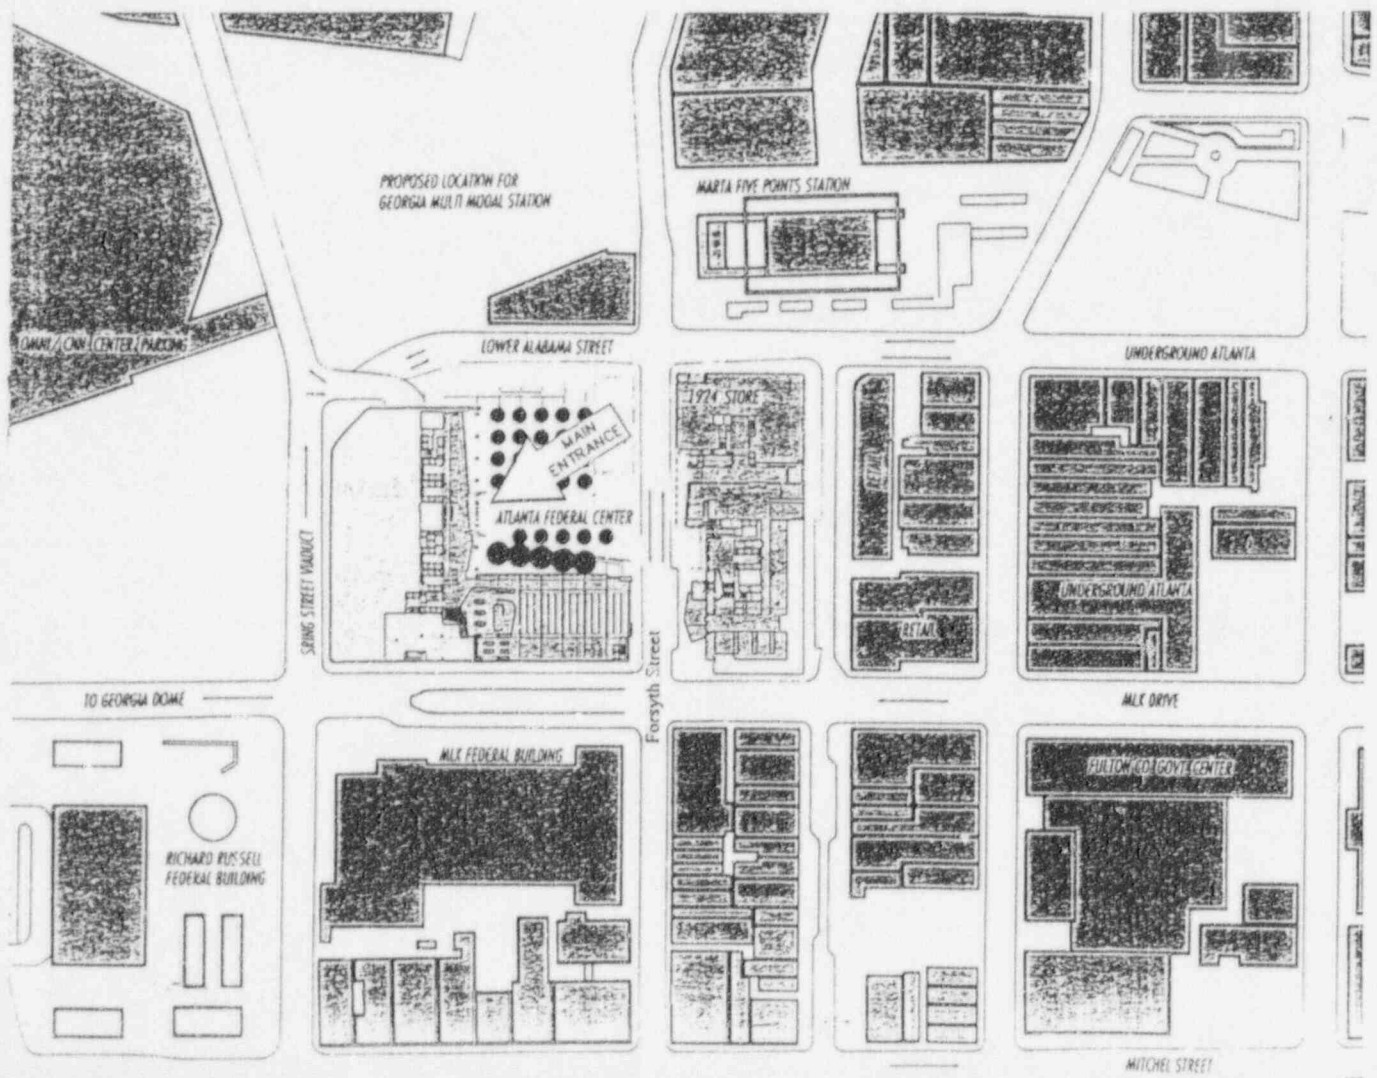 PROPOSED LOCATION FOR
GEORGIA MULTI MODAL STATION
MARTA FIVE POINTS STATION
OMNI / CNN CENTER / PARKING
LOWER ALABAMA STREET
UNDERGROUND ATLANTA
1924 STORE
MAIN
ENTRANCE
RETAIL
ATLANTA FEDERAL CENTER
SPRING STREET VIADUCT
UNDERGROUND ATLANTA
RETAIL
Forsyth Street
TO GEORGIA DOME
MLK DRIVE
MLK FEDERAL BUILDING
FULTON CO GOVT CENTER
RICHARD RUSSELL
FEDERAL BUILDING
MITCHEL STREET